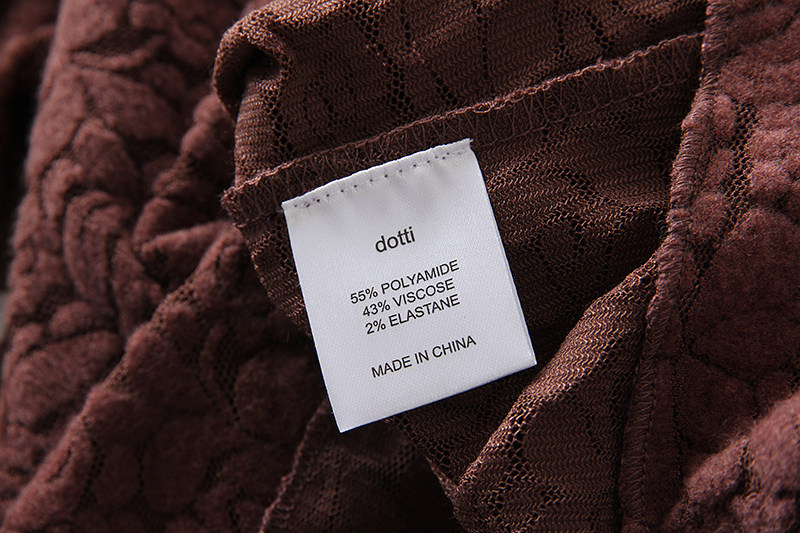 dotti
55% POLYAMIDE
43% VISCOSE
2% ELASTANE
MADE IN CHINA